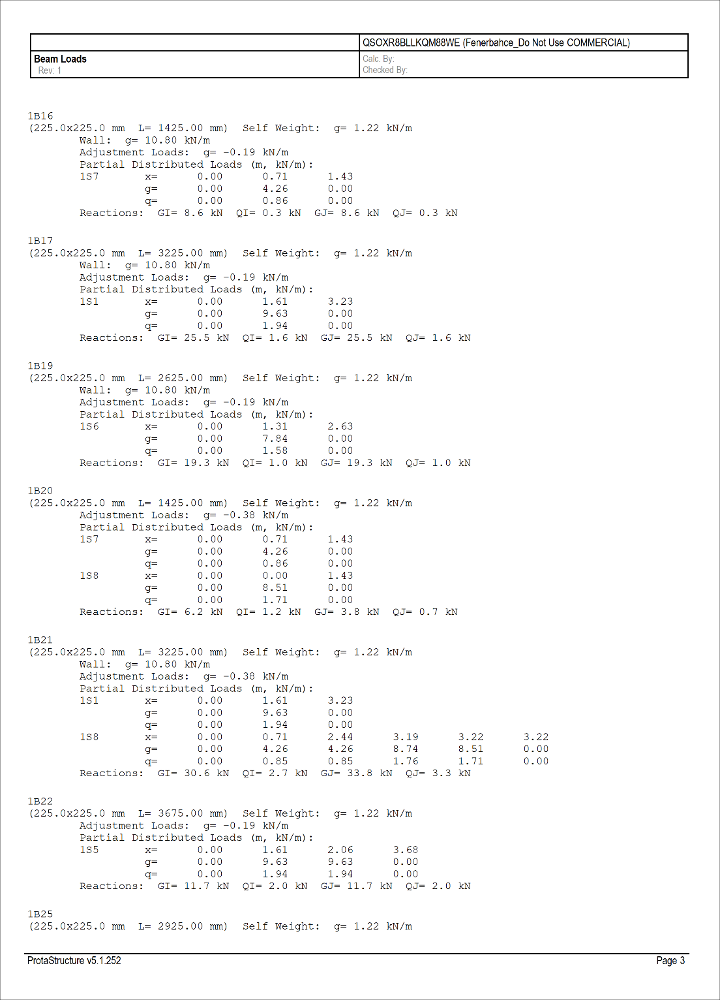 QSOXR8BLLKQM88WE (Fenerbahce_Do Not Use COMMERCIAL)
Beam Loads
Rev: 1
Calc. By:
Checked By:
1B16
(225.0x225.0 mm L= 1425.00 mm) Self Weight: g= 1.22 kN/m
Wall: g= 10.80 kN/m
Adjustment Loads: g= -0.19 kN/m
Partial Distributed Loads (m, kN/m):
1S7 x= 0.00 0.71 1.43
g= 0.00 4.26 0.00
q= 0.00 0.86 0.00
Reactions: GI= 8.6 kN QI= 0.3 kN GJ= 8.6 kN QJ= 0.3 kN
1B17
(225.0x225.0 mm L= 3225.00 mm) Self Weight: g= 1.22 kN/m
Wall: g= 10.80 kN/m
Adjustment Loads: g= -0.19 kN/m
Partial Distributed Loads (m, kN/m):
1S1 x= 0.00 1.61 3.23
g= 0.00 9.63 0.00
q= 0.00 1.94 0.00
Reactions: GI= 25.5 kN QI= 1.6 kN GJ= 25.5 kN QJ= 1.6 kN
1B19
(225.0x225.0 mm L= 2625.00 mm) Self Weight: g= 1.22 kN/m
Wall: g= 10.80 kN/m
Adjustment Loads: g= -0.19 kN/m
Partial Distributed Loads (m, kN/m):
1S6 x= 0.00 1.31 2.63
g= 0.00 7.84 0.00
q= 0.00 1.58 0.00
Reactions: GI= 19.3 kN QI= 1.0 kN GJ= 19.3 kN QJ= 1.0 kN
1B20
(225.0x225.0 mm L= 1425.00 mm) Self Weight: g= 1.22 kN/m
Adjustment Loads: g= -0.38 kN/m
Partial Distributed Loads (m, kN/m):
1S7 x= 0.00 0.71 1.43
g= 0.00 4.26 0.00
q= 0.00 0.86 0.00
1S8 x= 0.00 0.00 1.43
g= 0.00 8.51 0.00
q= 0.00 1.71 0.00
Reactions: GI= 6.2 kN QI= 1.2 kN GJ= 3.8 kN QJ= 0.7 kN
1B21
(225.0x225.0 mm L= 3225.00 mm) Self Weight: g= 1.22 kN/m
Wall: g= 10.80 kN/m
Adjustment Loads: g= -0.38 kN/m
Partial Distributed Loads (m, kN/m):
1S1 x= 0.00 1.61 3.23
g= 0.00 9.63 0.00
q= 0.00 1.94 0.00
1S8 x= 0.00 0.71 2.44 3.19 3.22 3.22
g= 0.00 4.26 4.26 8.74 8.51 0.00
q= 0.00 0.85 0.85 1.76 1.71 0.00
Reactions: GI= 30.6 kN QI= 2.7 kN GJ= 33.8 kN QJ= 3.3 kN
1B22
(225.0x225.0 mm L= 3675.00 mm) Self Weight: g= 1.22 kN/m
Adjustment Loads: g= -0.19 kN/m
Partial Distributed Loads (m, kN/m):
1S5 x= 0.00 1.61 2.06 3.68
g= 0.00 9.63 9.63 0.00
q= 0.00 1.94 1.94 0.00
Reactions: GI= 11.7 kN QI= 2.0 kN GJ= 11.7 kN QJ= 2.0 kN
1B25
(225.0x225.0 mm L= 2925.00 mm) Self Weight: g= 1.22 kN/m
ProtaStructure v5.1.252 Page 3